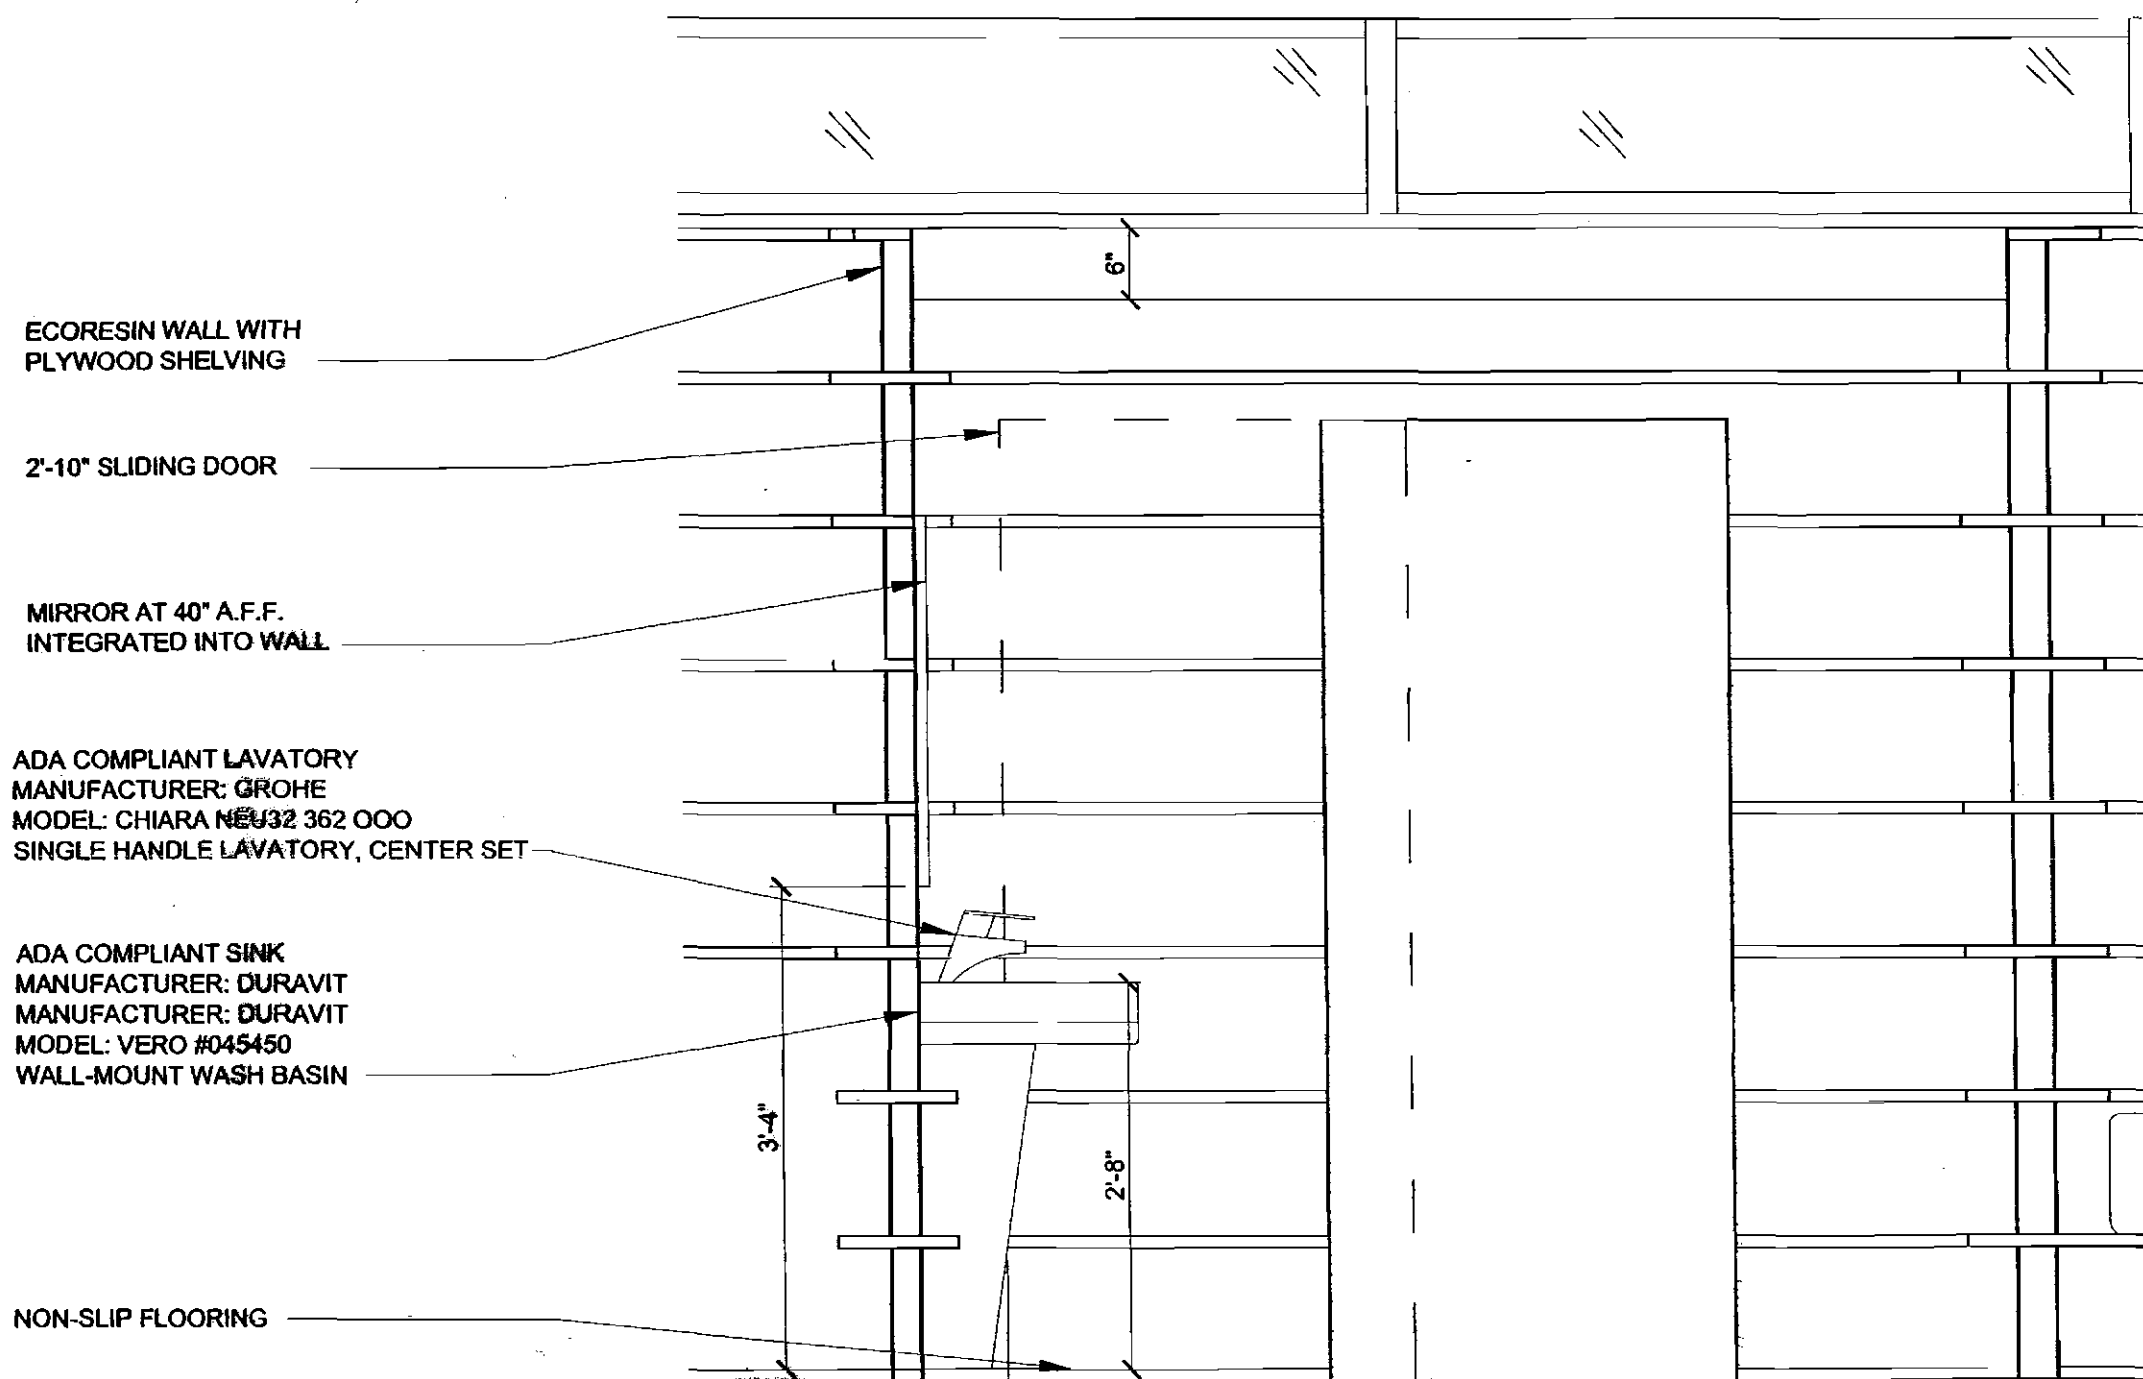 6"
ECORESIN WALL WITH
PLYWOOD SHELVING
2'-10" SLIDING DOOR
MIRROR AT 40" A.F.F.
INTEGRATED INTO WALL
ADA COMPLIANT LAVATORY
MANUFACTURER: GROHE
MODEL: CHIARA NEU32 362 OOO
SINGLE HANDLE LAVATORY, CENTER SET
ADA COMPLIANT SINK
MANUFACTURER: DURAVIT
MANUFACTURER: DURAVIT
MODEL: VERO #045450
WALL-MOUNT WASH BASIN
3'-4"
2'-8"
NON-SLIP FLOORING